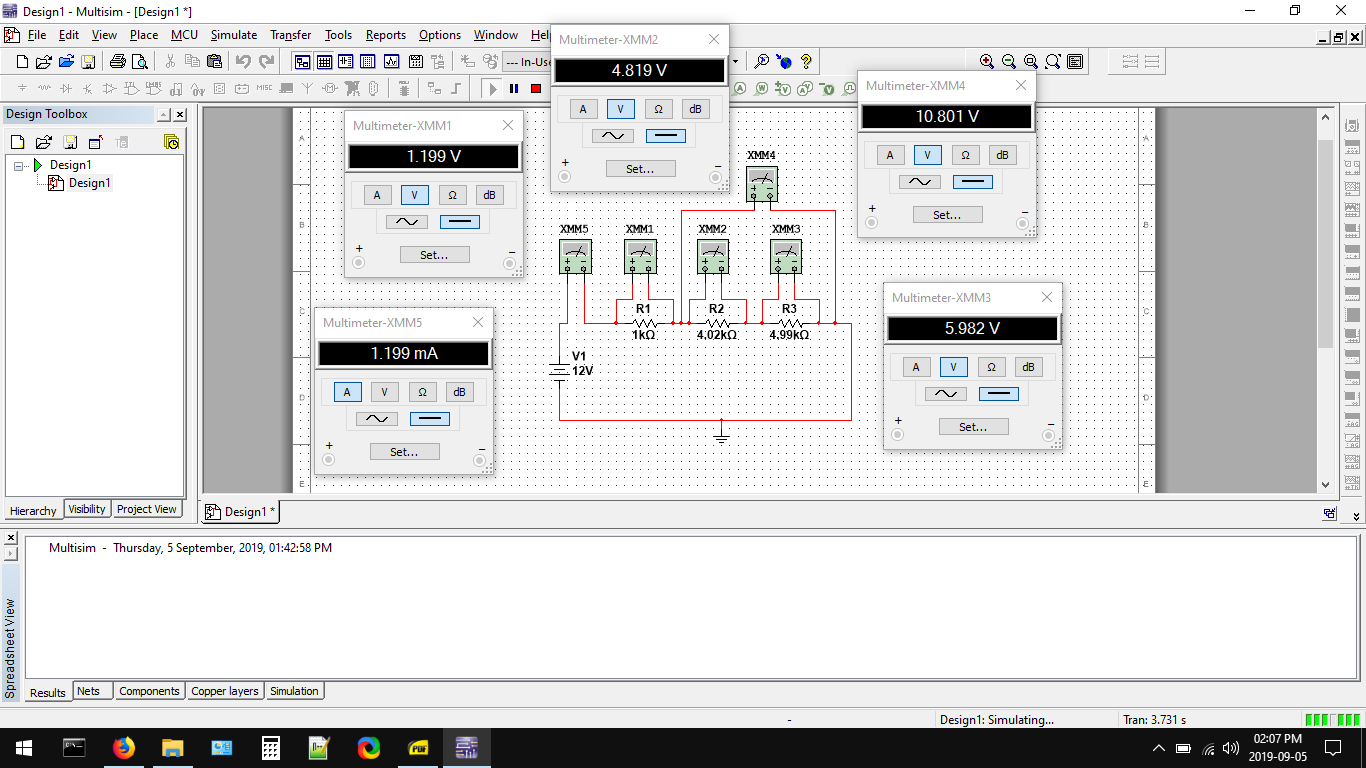 Design1 - Multisim - [Design1 *]
File Edit View Place MCU Simulate Transfer Tools Reports Options Window Hel
--- In-Use
MISC
Design Toolbox
Design1
Design1
Hierarchy Visibility Project View
Multimeter-XMM1
1.199 V
A V Ω dB
Set...
+ −
Multimeter-XMM2
4.819 V
A V Ω dB
Set...
+ −
Multimeter-XMM4
10.801 V
A V Ω dB
Set...
+ −
Multimeter-XMM5
1.199 mA
A V Ω dB
Set...
+ −
Multimeter-XMM3
5.982 V
A V Ω dB
Set...
+ −
XMM4
XMM5 XMM1 XMM2 XMM3
R1 R2 R3
1kΩ 4.02kΩ 4.99kΩ
V1
12V
Design1 *
Multisim - Thursday, 5 September, 2019, 01:42:58 PM
Spreadsheet View
Results Nets Components Copper layers Simulation
- Design1: Simulating... Tran: 3.731 s
PDF
02:07 PM
2019-09-05